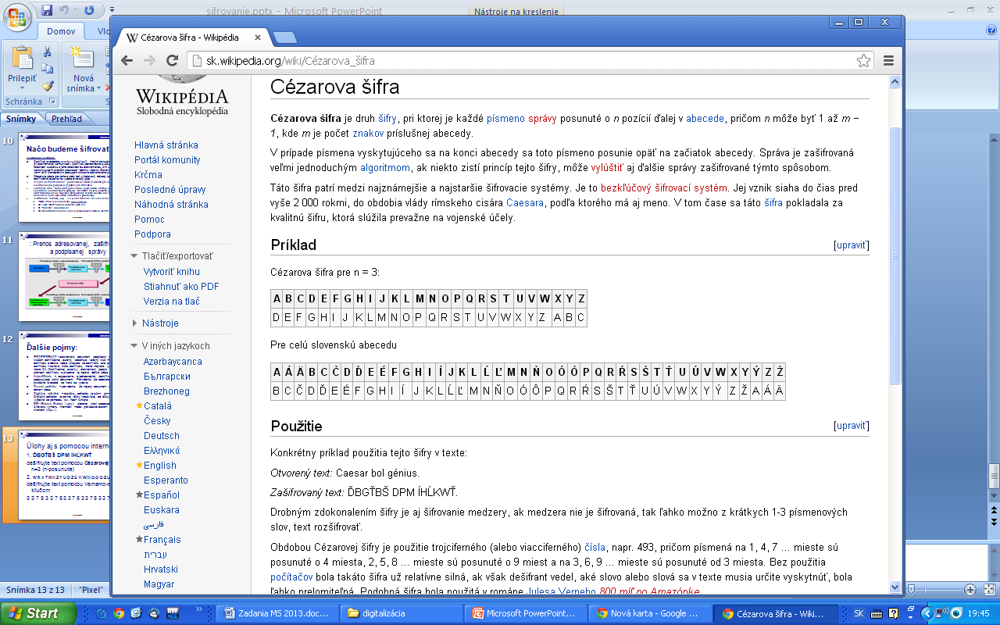 sifrovanie.pptx - Microsoft PowerPoint
Nástroje na kreslenie
Domov
Vlo
Prilepiť
Nová
snímka
Schránka
Snímky
Prehľad
10
Načo budeme šifrovať
11
: Prenos adresovanej, zašifr
a podpísanej správy
12
Ďalšie pojmy:
13
Úlohy aj s pomocou intern
1. ĎBGŤBŠ DPM ÍHĹKWŤ
dešifrujte text pomocou Cézarovej
n=3 (n-posunutie)
dešifrujte text pomocou Vernamove
kľučom
Snímka 13 z 13
"Pixel"
Cézarova šifra - Wikipédia
sk.wikipedia.org/wiki/Cézarova_šifra
WIKIPÉDIA
Slobodná encyklopédia
Hlavná stránka
Portál komunity
Krčma
Posledné úpravy
Náhodná stránka
Pomoc
Podpora
Tlačiť/exportovať
Vytvoriť knihu
Stiahnuť ako PDF
Verzia na tlač
Nástroje
V iných jazykoch
Azərbaycanca
Български
Brezhoneg
Català
Česky
Deutsch
Ελληνικά
English
Esperanto
Español
Euskara
فارسی
Français
עברית
Hrvatski
Magyar
Cézarova šifra
Cézarova šifra je druh šifry, pri ktorej je každé písmeno správy posunuté o n pozícií ďalej v abecede, pričom n môže byť 1 až m −
1, kde m je počet znakov príslušnej abecedy.
V prípade písmena vyskytujúceho sa na konci abecedy sa toto písmeno posunie opäť na začiatok abecedy. Správa je zašifrovaná
veľmi jednoduchým algoritmom, ak niekto zistí princíp tejto šifry, môže vylúštiť aj ďalšie správy zašifrované týmto spôsobom.
Táto šifra patrí medzi najznámejšie a najstaršie šifrovacie systémy. Je to bezkľúčový šifrovací systém. Jej vznik siaha do čias pred
vyše 2 000 rokmi, do obdobia vlády rímskeho cisára Caesara, podľa ktorého má aj meno. V tom čase sa táto šifra pokladala za
kvalitnú šifru, ktorá slúžila prevažne na vojenské účely.
Príklad
[upraviť]
Cézarova šifra pre n = 3:
A B C D E F G H I J K L M N O P Q R S T U V W X Y Z
D E F G H I J K L M N O P Q R S T U V W X Y Z A B C
Pre celú slovenskú abecedu
A Á Ä B C Č D Ď E É F G H I Í J K L Ĺ Ľ M N Ň O Ó Ô P Q R Ŕ S Š T Ť U Ú V W X Y Ý Z Ž
B C Č D Ď E É F G H I Í J K L Ĺ Ľ M N Ň O Ó Ô P Q R Ŕ S Š T Ť U Ú V W X Y Ý Z Ž A Á Ä
Použitie
[upraviť]
Konkrétny príklad použitia tejto šifry v texte:
Otvorený text: Caesar bol génius.
Zašifrovaný text: ĎBGŤBŠ DPM ÍHĹKWŤ.
Drobným zdokonalením šifry je aj šifrovanie medzery, ak medzera nie je šifrovaná, tak ľahko možno z krátkych 1-3 písmenových
slov, text rozšifrovať.
Obdobou Cézarovej šifry je použitie trojciferného (alebo viacciferného) čísla, napr. 493, pričom písmená na 1, 4, 7 ... mieste sú
posunuté o 4 miesta, 2, 5, 8 ... mieste sú posunuté o 9 miest a na 3, 6, 9 ... mieste sú posunuté od 3 miesta. Bez použitia
počítačov bola takáto šifra už relatívne silná, ak však dešifrant vedel, aké slovo alebo slová sa v texte musia určite vyskytnúť, bola
ľahko prelomiteľná. Podobná šifra bola použitá v románe Julesa Verneho 800 míľ po Amazónke.
Start
Zadania MS 2013.doc...
digitalizácia
Microsoft PowerPoint...
Nová karta - Google ...
Cézarova šifra - Wiki...
SK
19:45